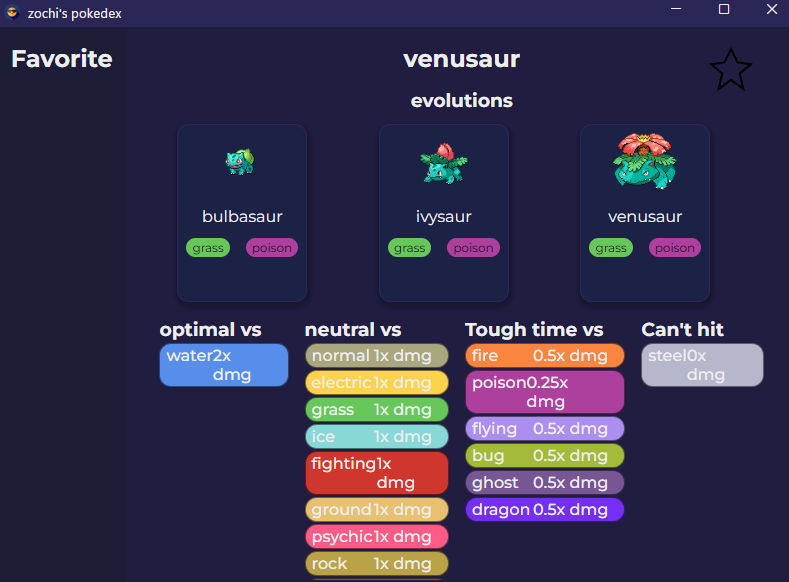 zochi's pokedex
Favorite
venusaur
evolutions
bulbasaur
grass poison
ivysaur
grass poison
venusaur
grass poison
optimal vs
water2x
dmg
neutral vs
normal 1x dmg
electric 1x dmg
grass 1x dmg
ice 1x dmg
fighting1x
dmg
ground 1x dmg
psychic1x dmg
rock 1x dmg
Tough time vs
fire 0.5x dmg
poison0.25x
dmg
flying 0.5x dmg
bug 0.5x dmg
ghost 0.5x dmg
dragon 0.5x dmg
Can't hit
steel0x
dmg